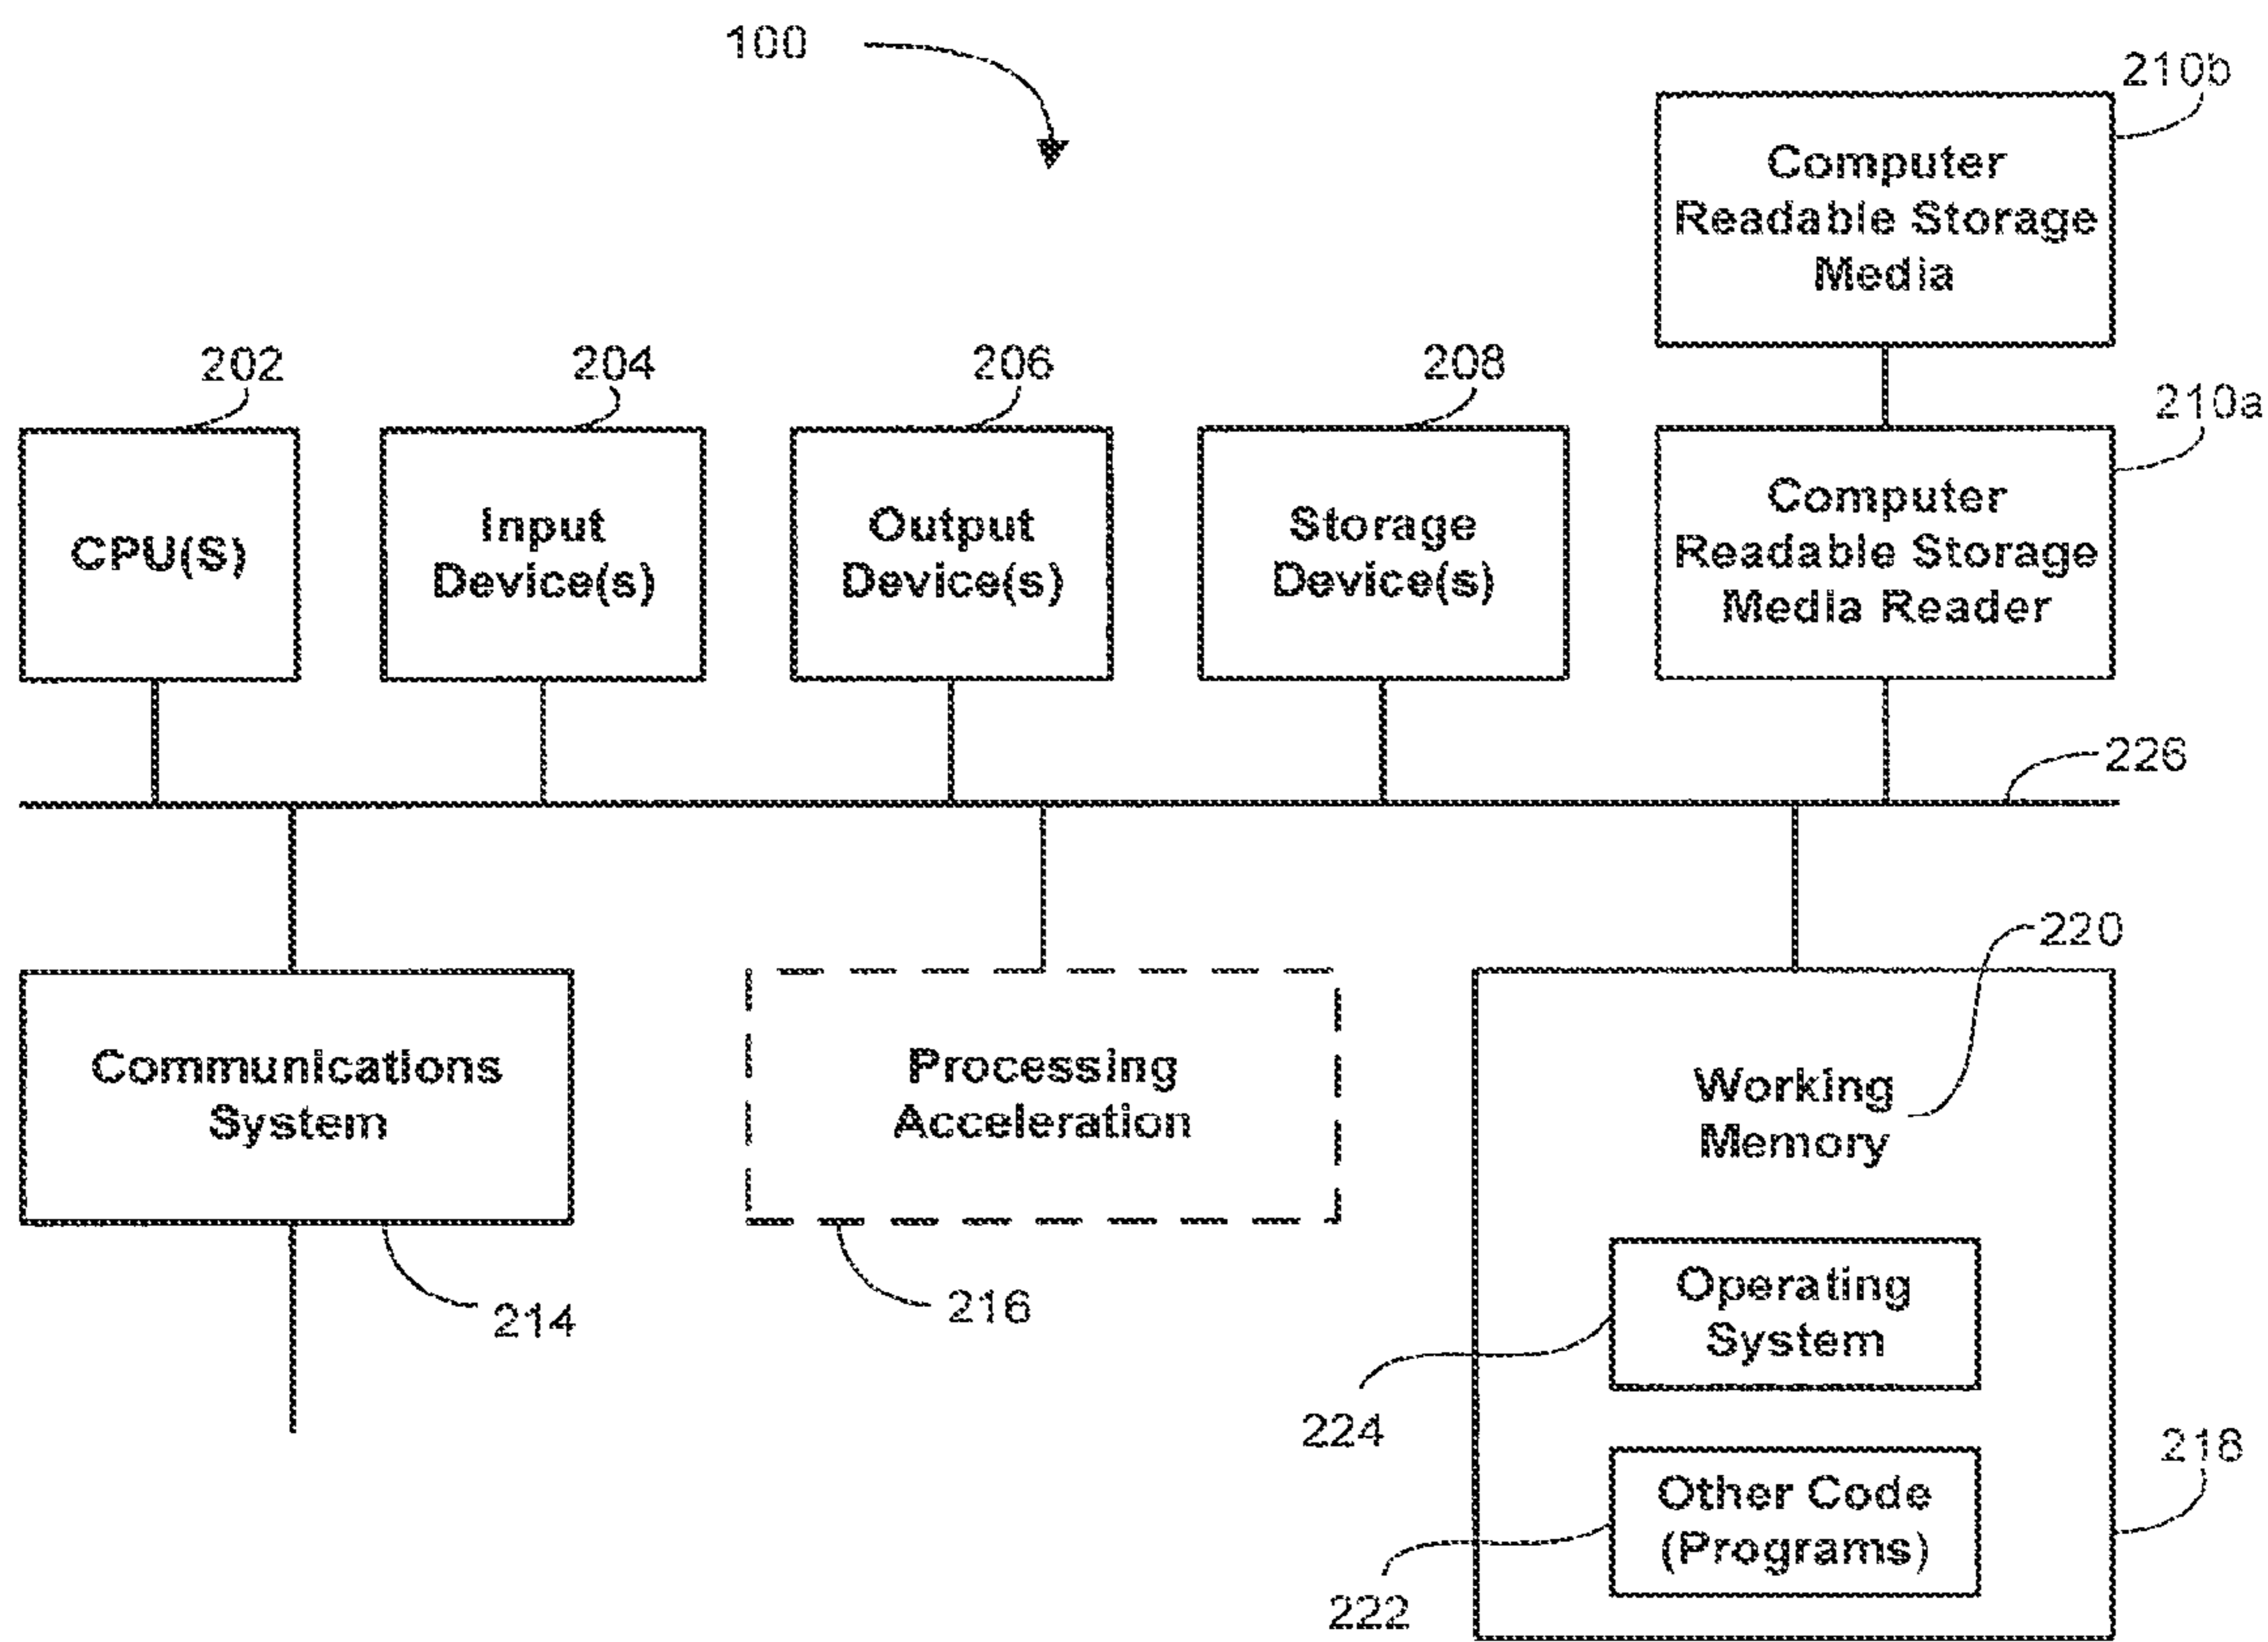 100
210b
Computer
Readable Storage
Media
202
204
206
208
210a
CPU(S)
Input
Device(s)
Output
Device(s)
Storage
Device(s)
Computer
Readable Storage
Media Reader
226
220
Communications
System
Processing
Acceleration
Working
Memory
214
216
Operating
System
224
218
Other Code
(Programs)
222